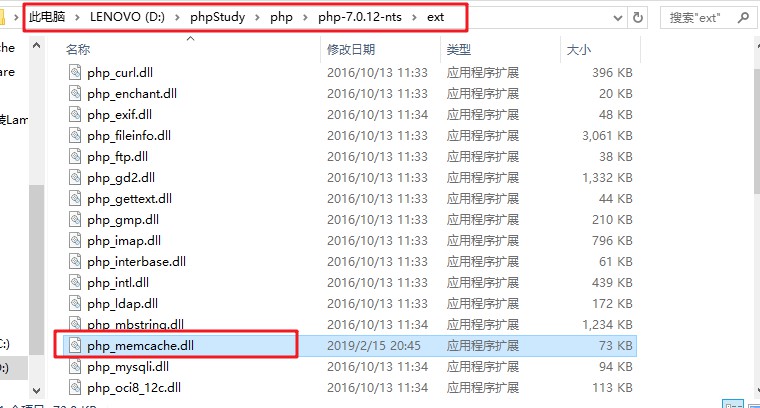 此电脑 > LENOVO (D:) > phpStudy > php > php-7.0.12-nts > ext 搜索"ext"
名称 修改日期 类型 大小
php_curl.dll 2016/10/13 11:33 应用程序扩展 396 KB
php_enchant.dll 2016/10/13 11:33 应用程序扩展 20 KB
php_exif.dll 2016/10/13 11:34 应用程序扩展 48 KB
php_fileinfo.dll 2016/10/13 11:33 应用程序扩展 3,061 KB
php_ftp.dll 2016/10/13 11:33 应用程序扩展 38 KB
php_gd2.dll 2016/10/13 11:33 应用程序扩展 1,332 KB
php_gettext.dll 2016/10/13 11:33 应用程序扩展 44 KB
php_gmp.dll 2016/10/13 11:33 应用程序扩展 210 KB
php_imap.dll 2016/10/13 11:33 应用程序扩展 796 KB
php_interbase.dll 2016/10/13 11:33 应用程序扩展 61 KB
php_intl.dll 2016/10/13 11:33 应用程序扩展 439 KB
php_ldap.dll 2016/10/13 11:33 应用程序扩展 172 KB
php_mbstring.dll 2016/10/13 11:34 应用程序扩展 1,234 KB
php_memcache.dll 2019/2/15 20:45 应用程序扩展 73 KB
php_mysqli.dll 2016/10/13 11:34 应用程序扩展 94 KB
php_oci8_12c.dll 2016/10/13 11:34 应用程序扩展 113 KB